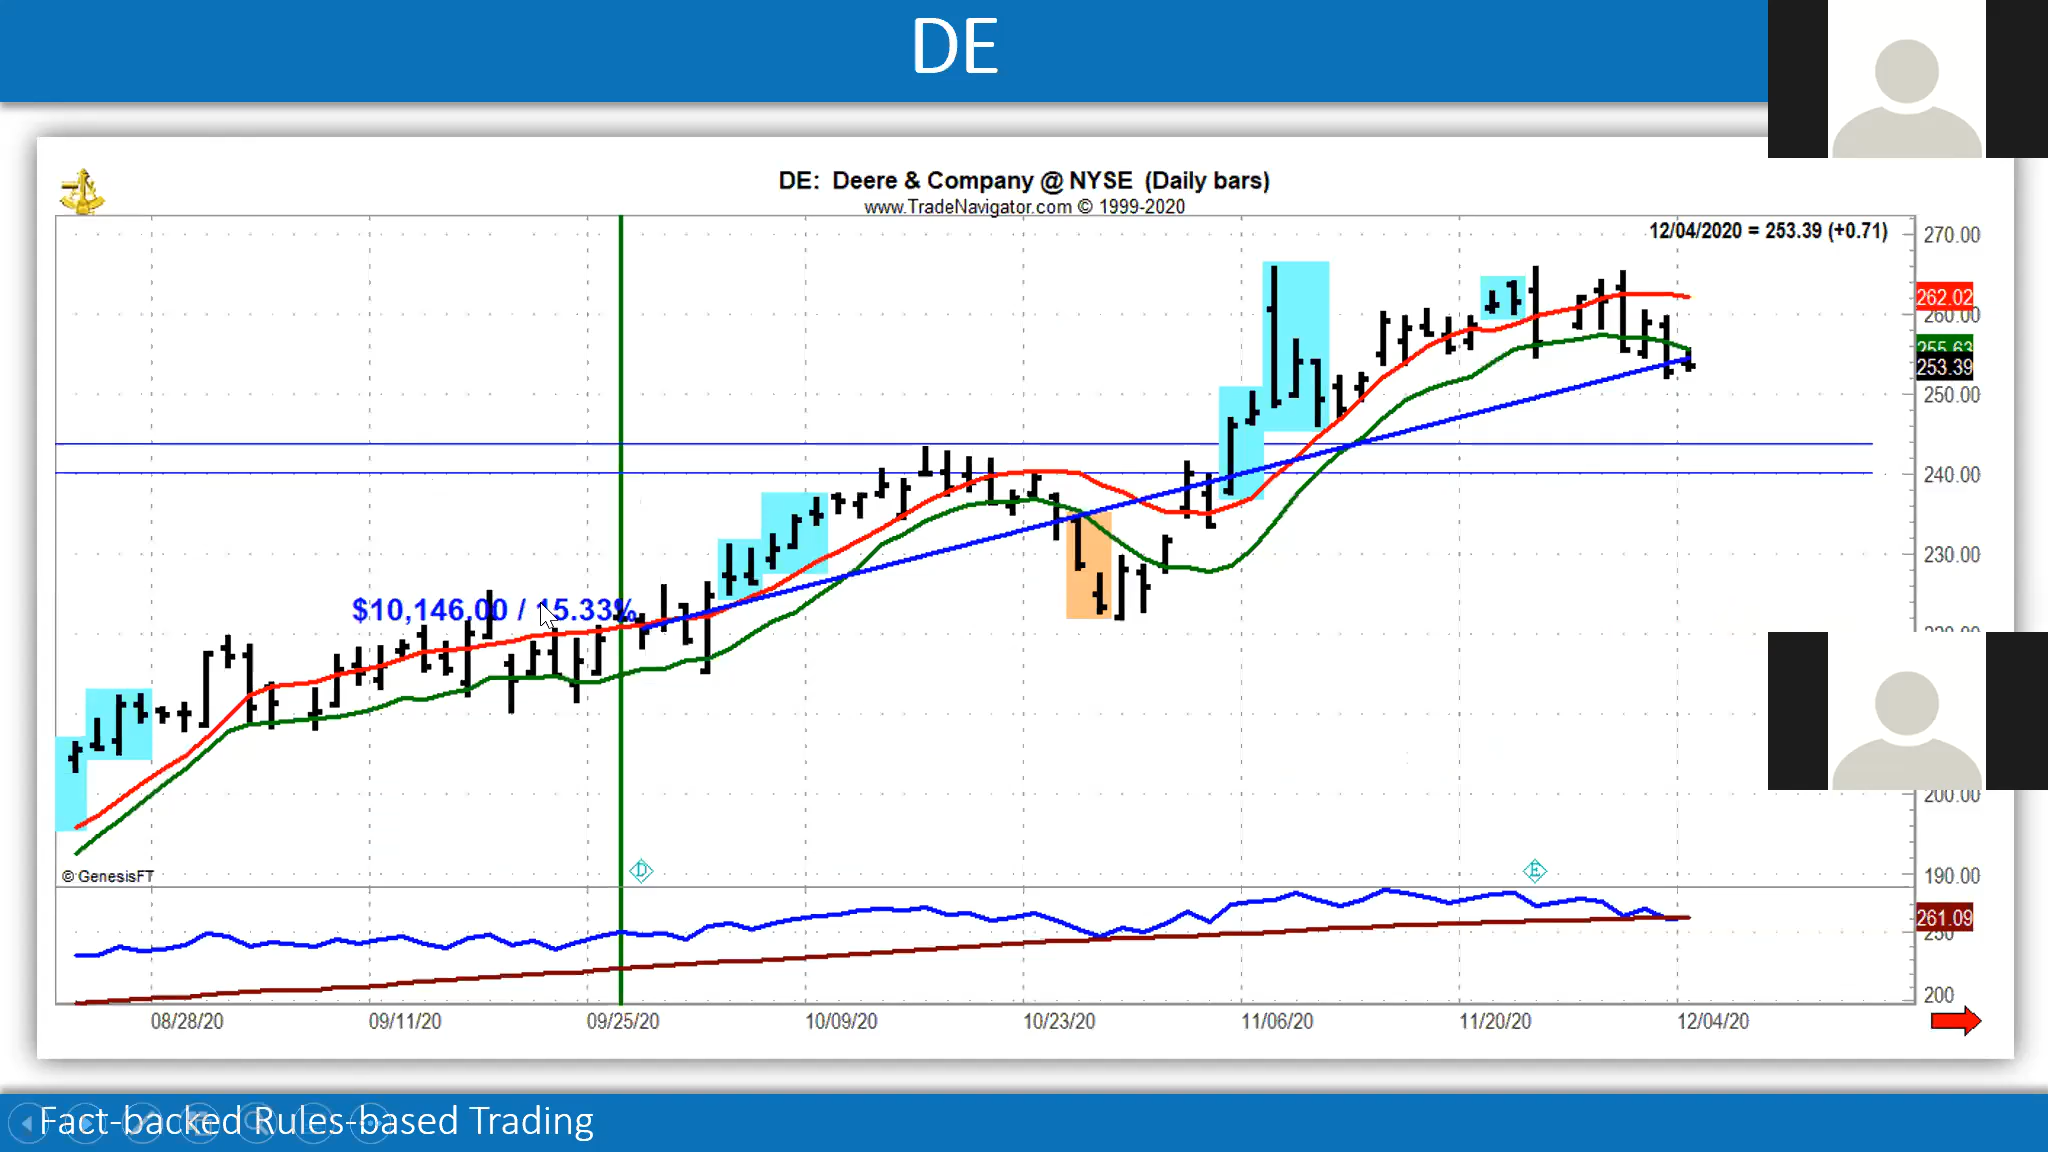 DE
DE: Deere & Company @ NYSE (Daily bars)
www.TradeNavigator.com © 1999-2020
12/04/2020 = 253.39 (+0.71)
270.00
262.02
260.00
255.63
253.39
250.00
240.00
230.00
$10,146.00 / 15.33%
200.00
D
E
© GenesisFT
190.00
261.09
200
08/28/20
09/11/20
09/25/20
10/09/20
10/23/20
11/06/20
11/20/20
12/04/20
Fact-backed Rules-based Trading